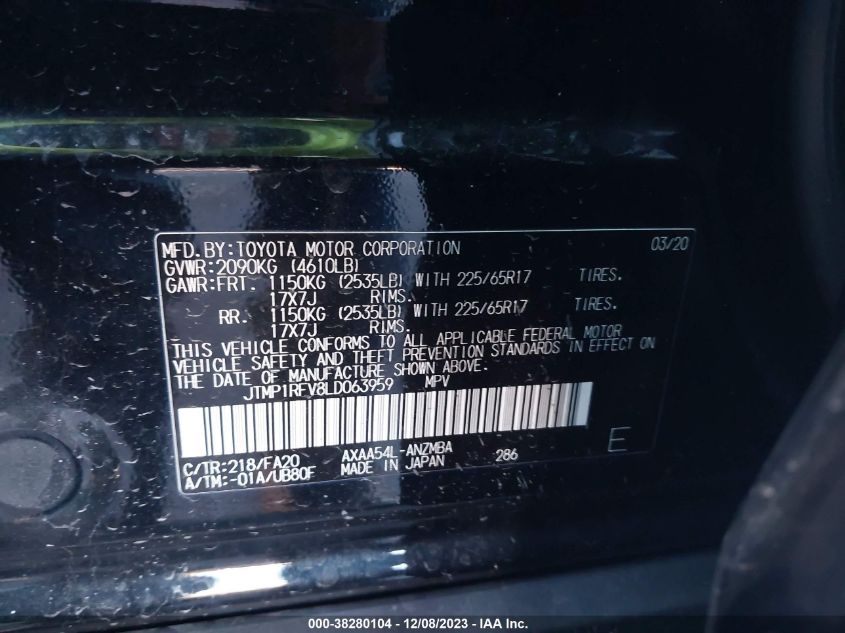 MFD.BY:TOYOTA MOTOR CORPORATION 03/20
GVWR:2090KG (4610LB)
GAWR:FRT. 1150KG (2535LB) WITH 225/65R17 TIRES.
17X7J RIMS.
RR. 1150KG (2535LB) WITH 225/65R17 TIRES.
17X7J RIMS.
THIS VEHICLE CONFORMS TO ALL APPLICABLE FEDERAL MOTOR
VEHICLE SAFETY AND THEFT PREVENTION STANDARDS IN EFFECT ON
THE DATE OF MANUFACTURE SHOWN ABOVE.
JTMP1RFV8LD063959 MPV
C/TR:218/FA20 AXAA54L-ANZMBA 286 E
A/TM:-01A/UB80F MADE IN JAPAN
000-38280104 - 12/08/2023 - IAA Inc.